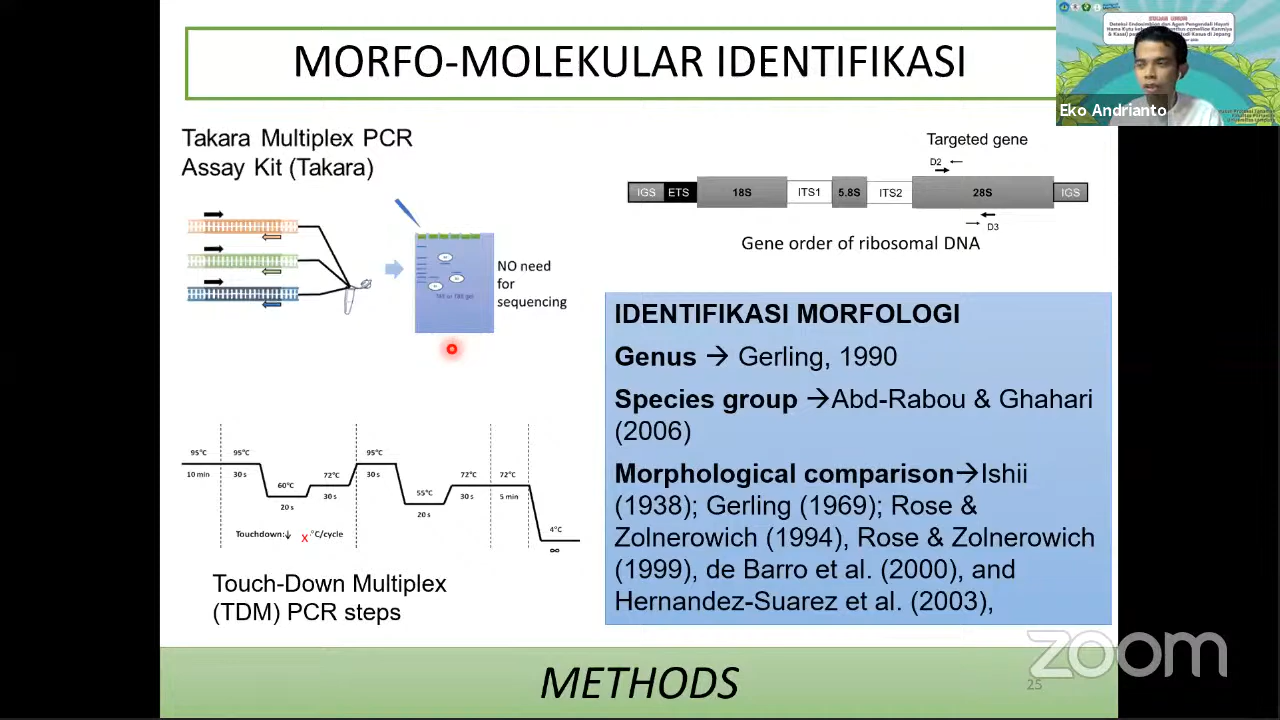 MORFO-MOLEKULAR IDENTIFIKASI
Eko Andrianto
Takara Multiplex PCR
Assay Kit (Takara)
NO need
for
sequencing
Targeted gene
D2
IGS ETS 18S ITS1 5.8S ITS2 28S IGS
D3
Gene order of ribosomal DNA
IDENTIFIKASI MORFOLOGI
Genus → Gerling, 1990
Species group →Abd-Rabou & Ghahari
(2006)
Morphological comparison→Ishii
(1938); Gerling (1969); Rose &
Zolnerowich (1994), Rose & Zolnerowich
(1999), de Barro et al. (2000), and
Hernandez-Suarez et al. (2003),
95°C 95°C 95°C
10 min 30 s 72°C 30 s 72°C 72°C
60°C 30 s 55°C 30 s 5 min
20 s 20 s
Touchdown:↓ x °C/cycle
4°C
∞
Touch-Down Multiplex
(TDM) PCR steps
METHODS
zoom
25